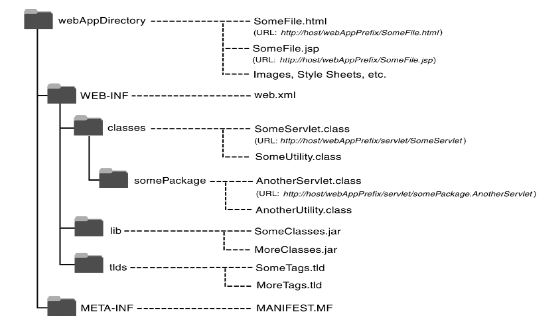 webAppDirectory SomeFile.html
(URL: http://host/webAppPrefix/SomeFile.html)
SomeFile.jsp
(URL: http://host/webAppPrefix/SomeFile.jsp)
Images, Style Sheets, etc.
WEB-INF web.xml
classes SomeServlet.class
(URL: http://host/webAppPrefix/servlet/SomeServlet)
SomeUtility.class
somePackage AnotherServlet.class
(URL: http://host/webAppPrefix/servlet/somePackage.AnotherServlet)
AnotherUtility.class
lib SomeClasses.jar
MoreClasses.jar
tlds SomeTags.tld
MoreTags.tld
META-INF MANIFEST.MF